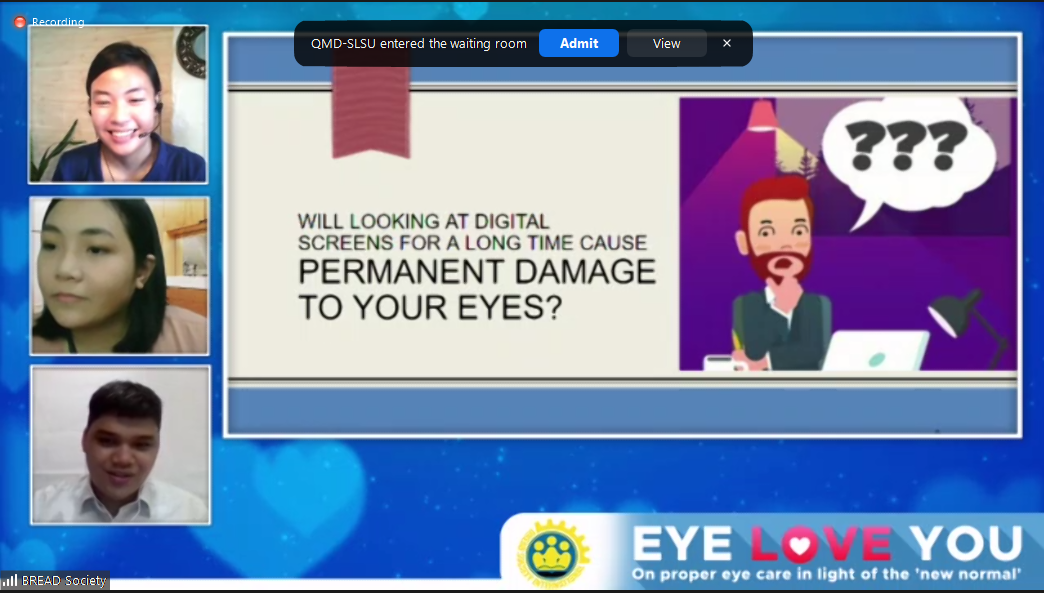 Recording
QMD-SLSU entered the waiting room
Admit
View
WILL LOOKING AT DIGITAL
SCREENS FOR A LONG TIME CAUSE
PERMANENT DAMAGE
TO YOUR EYES?
???
BREAD Society
EYE LOVE YOU
On proper eye care in light of the 'new normal'